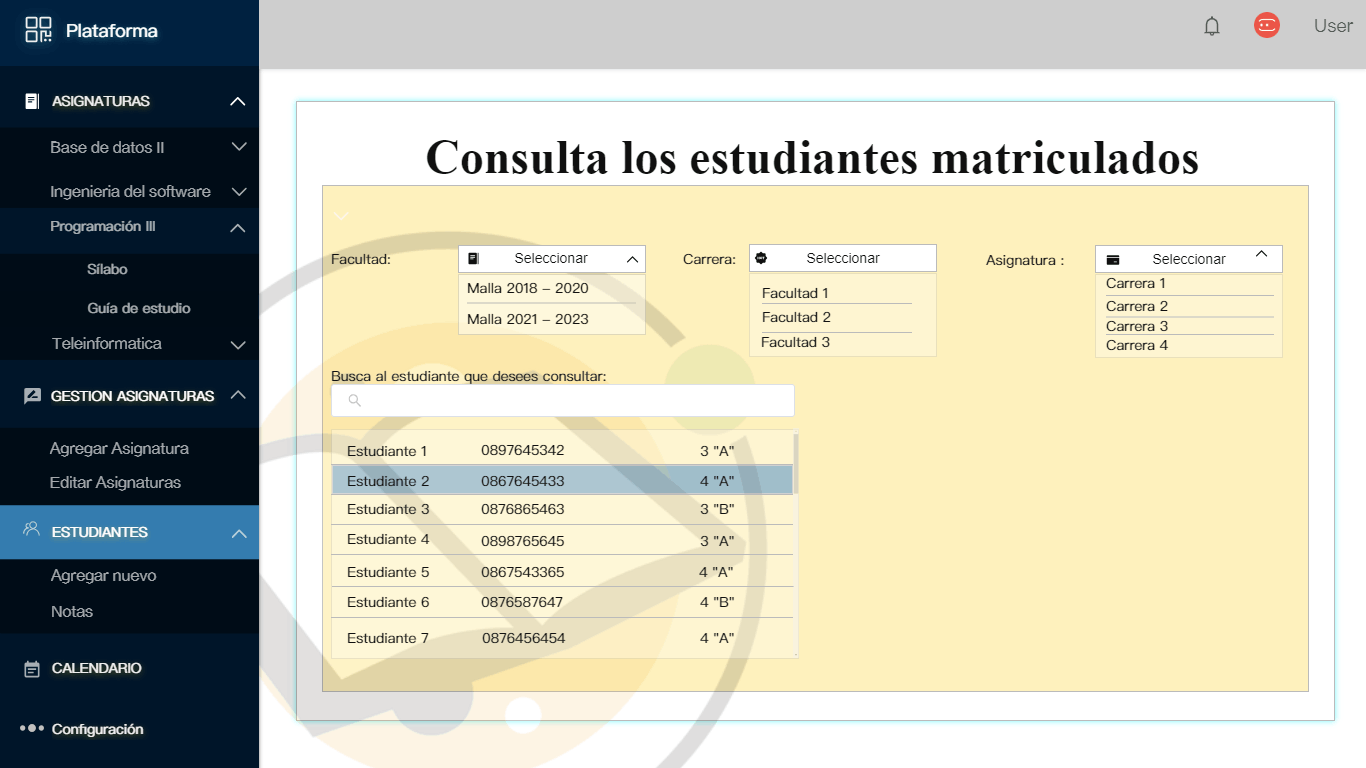 Plataforma
User
ASIGNATURAS
Base de datos II
Ingenieria del software
Programación III
Sílabo
Guía de estudio
Teleinformatica
GESTION ASIGNATURAS
Agregar Asignatura
Editar Asignaturas
ESTUDIANTES
Agregar nuevo
Notas
CALENDARIO
Configuración
Consulta los estudiantes matriculados
Facultad: Seleccionar
Malla 2018 – 2020
Malla 2021 – 2023
Carrera: Seleccionar
Facultad 1
Facultad 2
Facultad 3
Asignatura : Seleccionar
Carrera 1
Carrera 2
Carrera 3
Carrera 4
Busca al estudiante que desees consultar:
Estudiante 1 0897645342 3 "A"
Estudiante 2 0867645433 4 "A"
Estudiante 3 0876865463 3 "B"
Estudiante 4 0898765645 3 "A"
Estudiante 5 0867543365 4 "A"
Estudiante 6 0876587647 4 "B"
Estudiante 7 0876456454 4 "A"